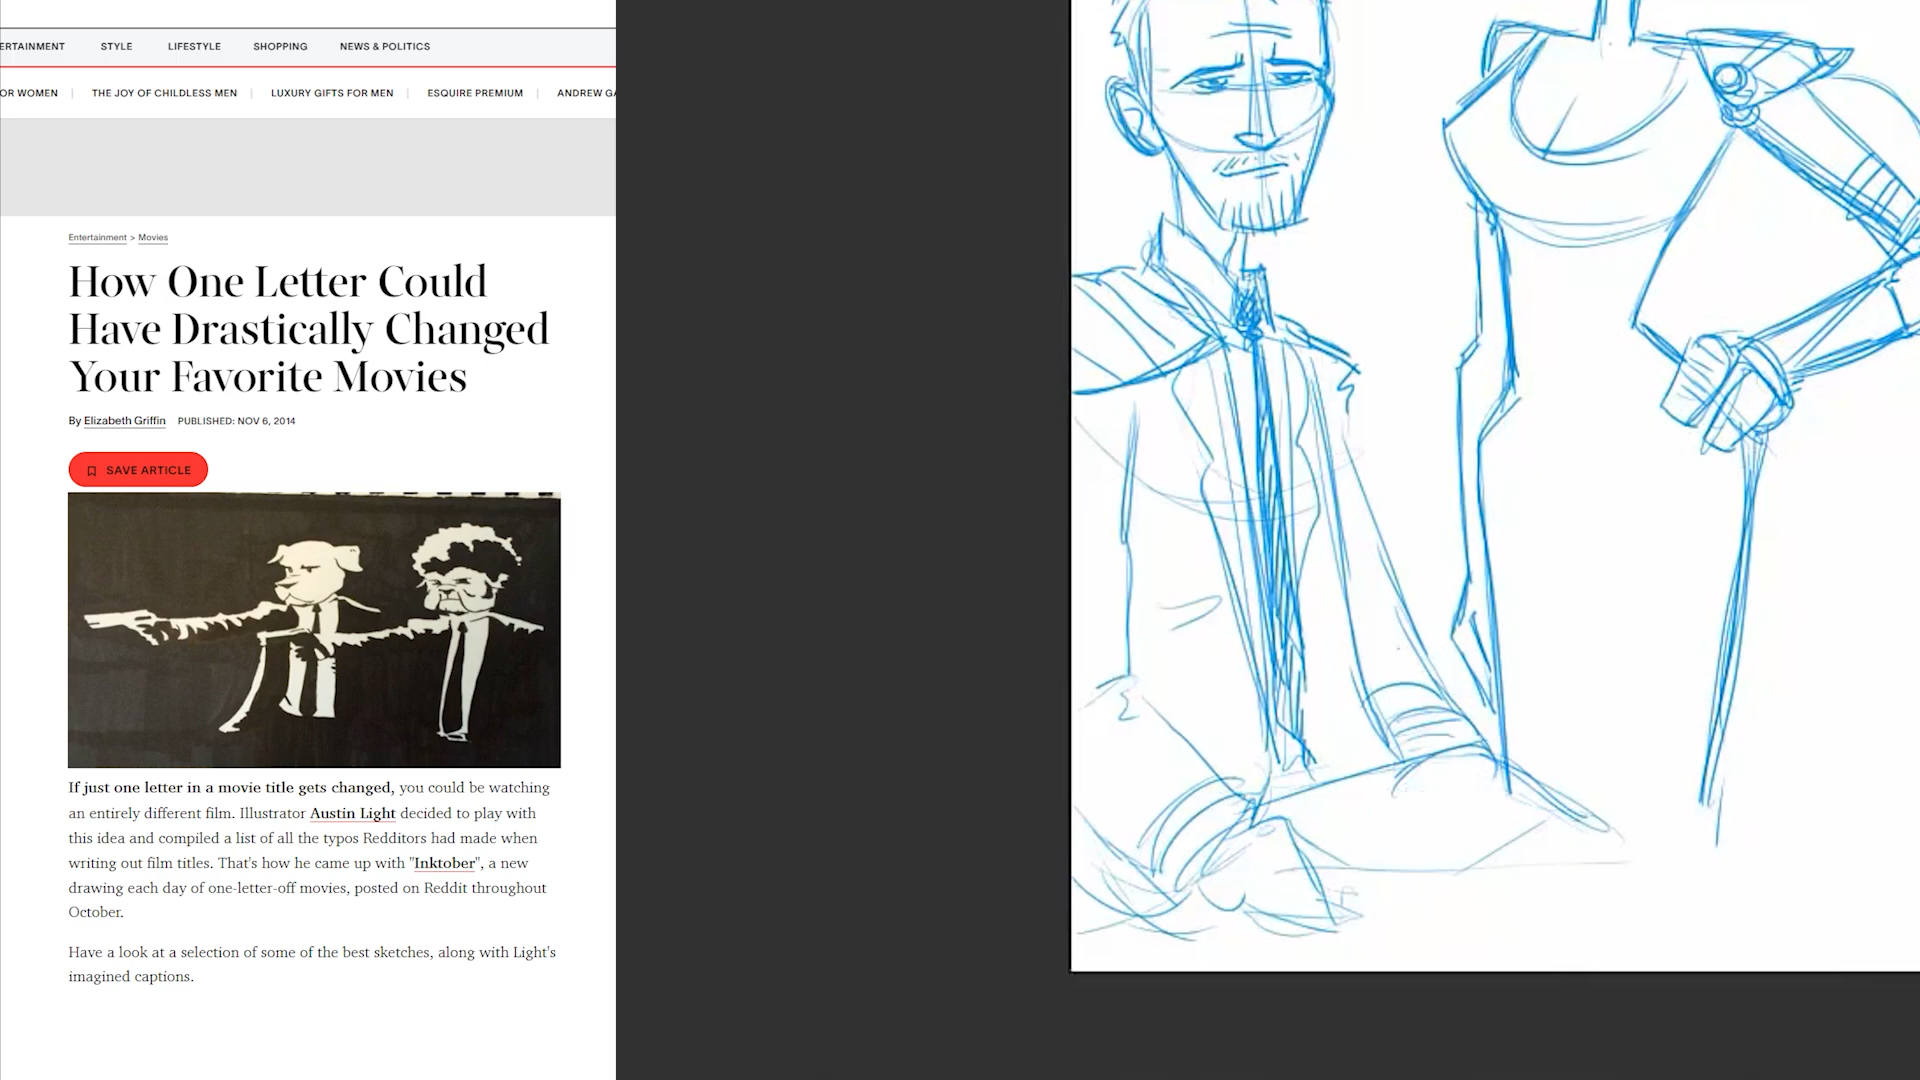 ERTAINMENT STYLE LIFESTYLE SHOPPING NEWS & POLITICS
OR WOMEN THE JOY OF CHILDLESS MEN LUXURY GIFTS FOR MEN ESQUIRE PREMIUM ANDREW GA
Entertainment > Movies
How One Letter Could
Have Drastically Changed
Your Favorite Movies
By Elizabeth Griffin PUBLISHED: NOV 6, 2014
SAVE ARTICLE
If just one letter in a movie title gets changed, you could be watching
an entirely different film. Illustrator Austin Light decided to play with
this idea and compiled a list of all the typos Redditors had made when
writing out film titles. That's how he came up with "Inktober", a new
drawing each day of one-letter-off movies, posted on Reddit throughout
October.
Have a look at a selection of some of the best sketches, along with Light's
imagined captions.